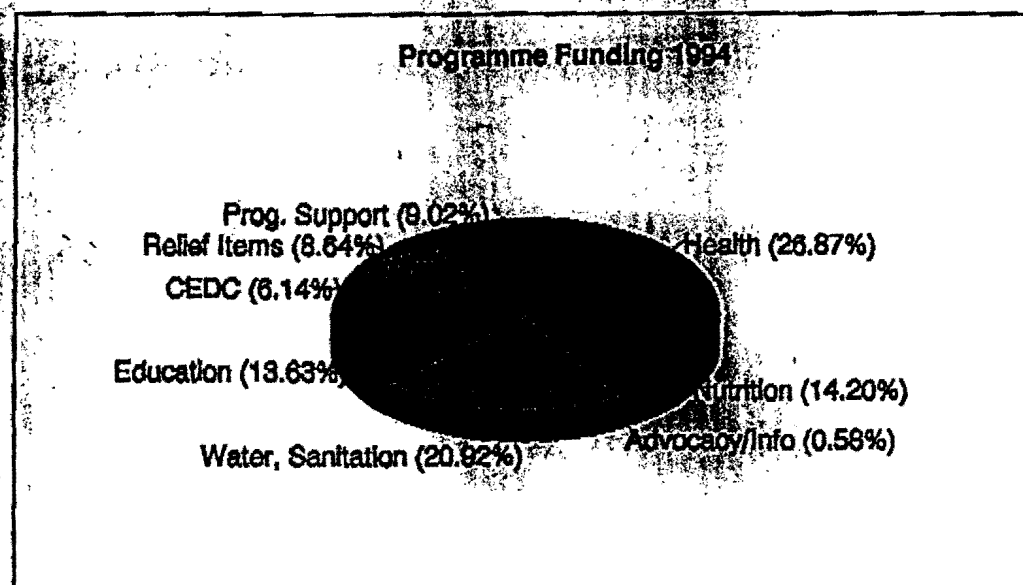 Programme Funding 1994
Prog. Support (9.02%)
Relief Items (8.64%)
Health (26.87%)
CEDC (6.14%)
Education (13.63%)
Nutrition (14.20%)
Advocacy/Info (0.58%)
Water, Sanitation (20.92%)